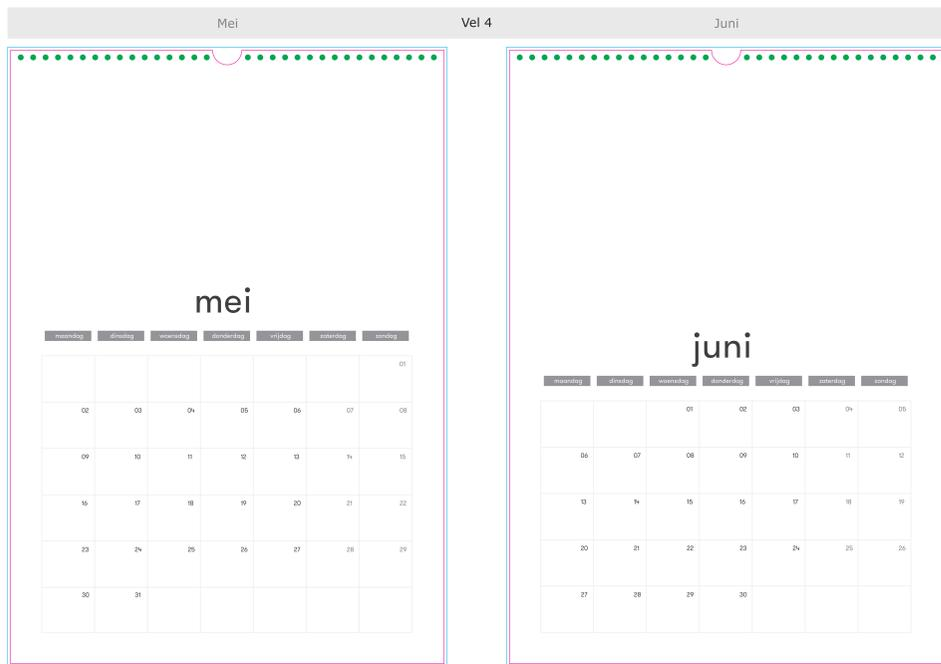 Mei Vel 4 Juni
mei
maandag dinsdag woensdag donderdag vrijdag zaterdag zondag
01
02 03 04 05 06 07 08
09 10 11 12 13 14 15
16 17 18 19 20 21 22
23 24 25 26 27 28 29
30 31
juni
maandag dinsdag woensdag donderdag vrijdag zaterdag zondag
01 02 03 04 05
06 07 08 09 10 11 12
13 14 15 16 17 18 19
20 21 22 23 24 25 26
27 28 29 30